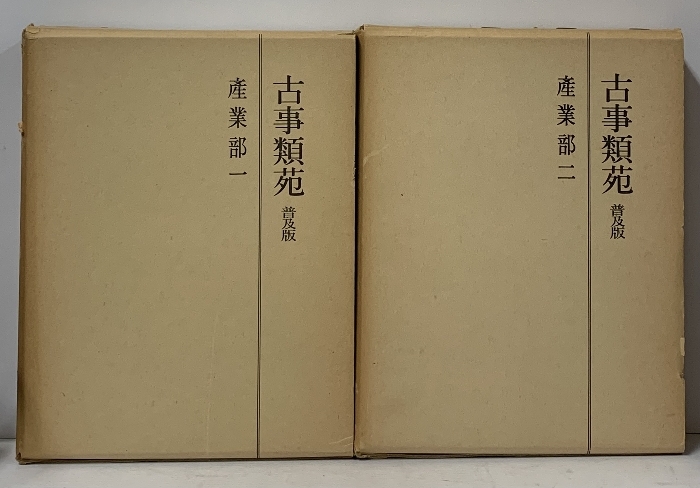 古事類苑 普及版
産業部一
古事類苑 普及版
産業部二